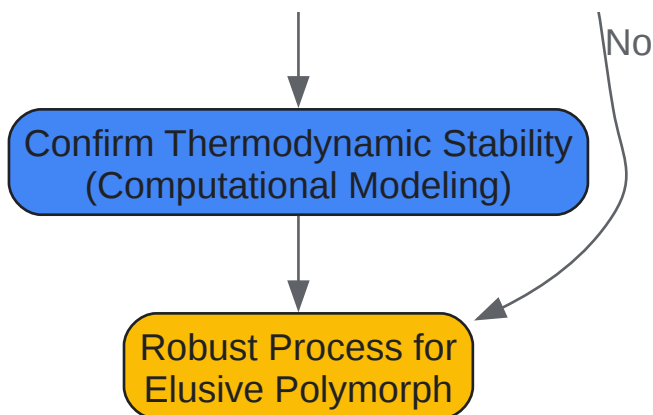 No
Confirm Thermodynamic Stability
(Computational Modeling)
Robust Process for
Elusive Polymorph